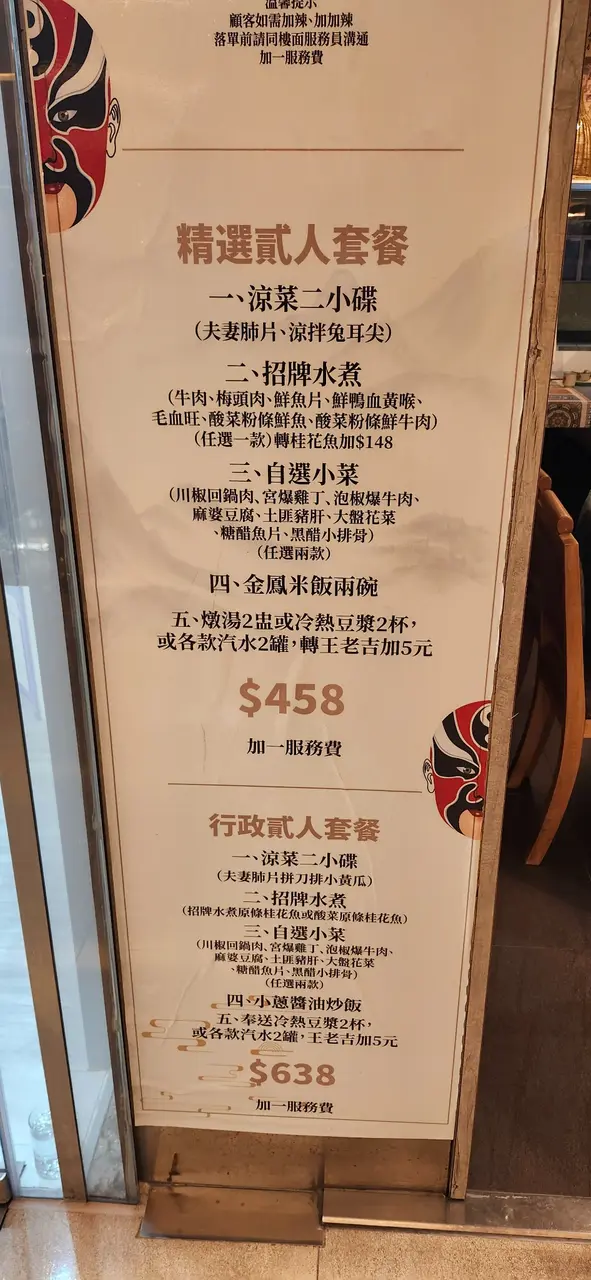 溫馨提示
顧客如需加辣、加加辣
落單前請同樓面服務員溝通
加一服務費
精選貳人套餐
一、涼菜二小碟
(夫妻肺片、涼拌兔耳尖)
二、招牌水煮
(牛肉、梅頭肉、鮮魚片、鮮鴨血黃喉、
毛血旺、酸菜粉條鮮魚、酸菜粉條鮮牛肉)
(任選一款)轉桂花魚加$148
三、自選小菜
(川椒回鍋肉、宮爆雞丁、泡椒爆牛肉、
麻婆豆腐、土匪豬肝、大盤花菜
、糖醋魚片、黑醋小排骨)
(任選兩款)
四、金鳳米飯兩碗
五、燉湯2盅或冷熱豆漿2杯,
或各款汽水2罐,轉王老吉加5元
$458
加一服務費
行政貳人套餐
一、涼菜二小碟
(夫妻肺片拼刀排小黃瓜)
二、招牌水煮
(招牌水煮原條桂花魚或酸菜原條桂花魚)
三、自選小菜
(川椒回鍋肉、宮爆雞丁、泡椒爆牛肉、
麻婆豆腐、土匪豬肝、大盤花菜
、糖醋魚片、黑醋小排骨)
(任選兩款)
四、小蔥醬油炒飯
五、奉送冷熱豆漿2杯,
或各款汽水2罐,王老吉加5元
$638
加一服務費